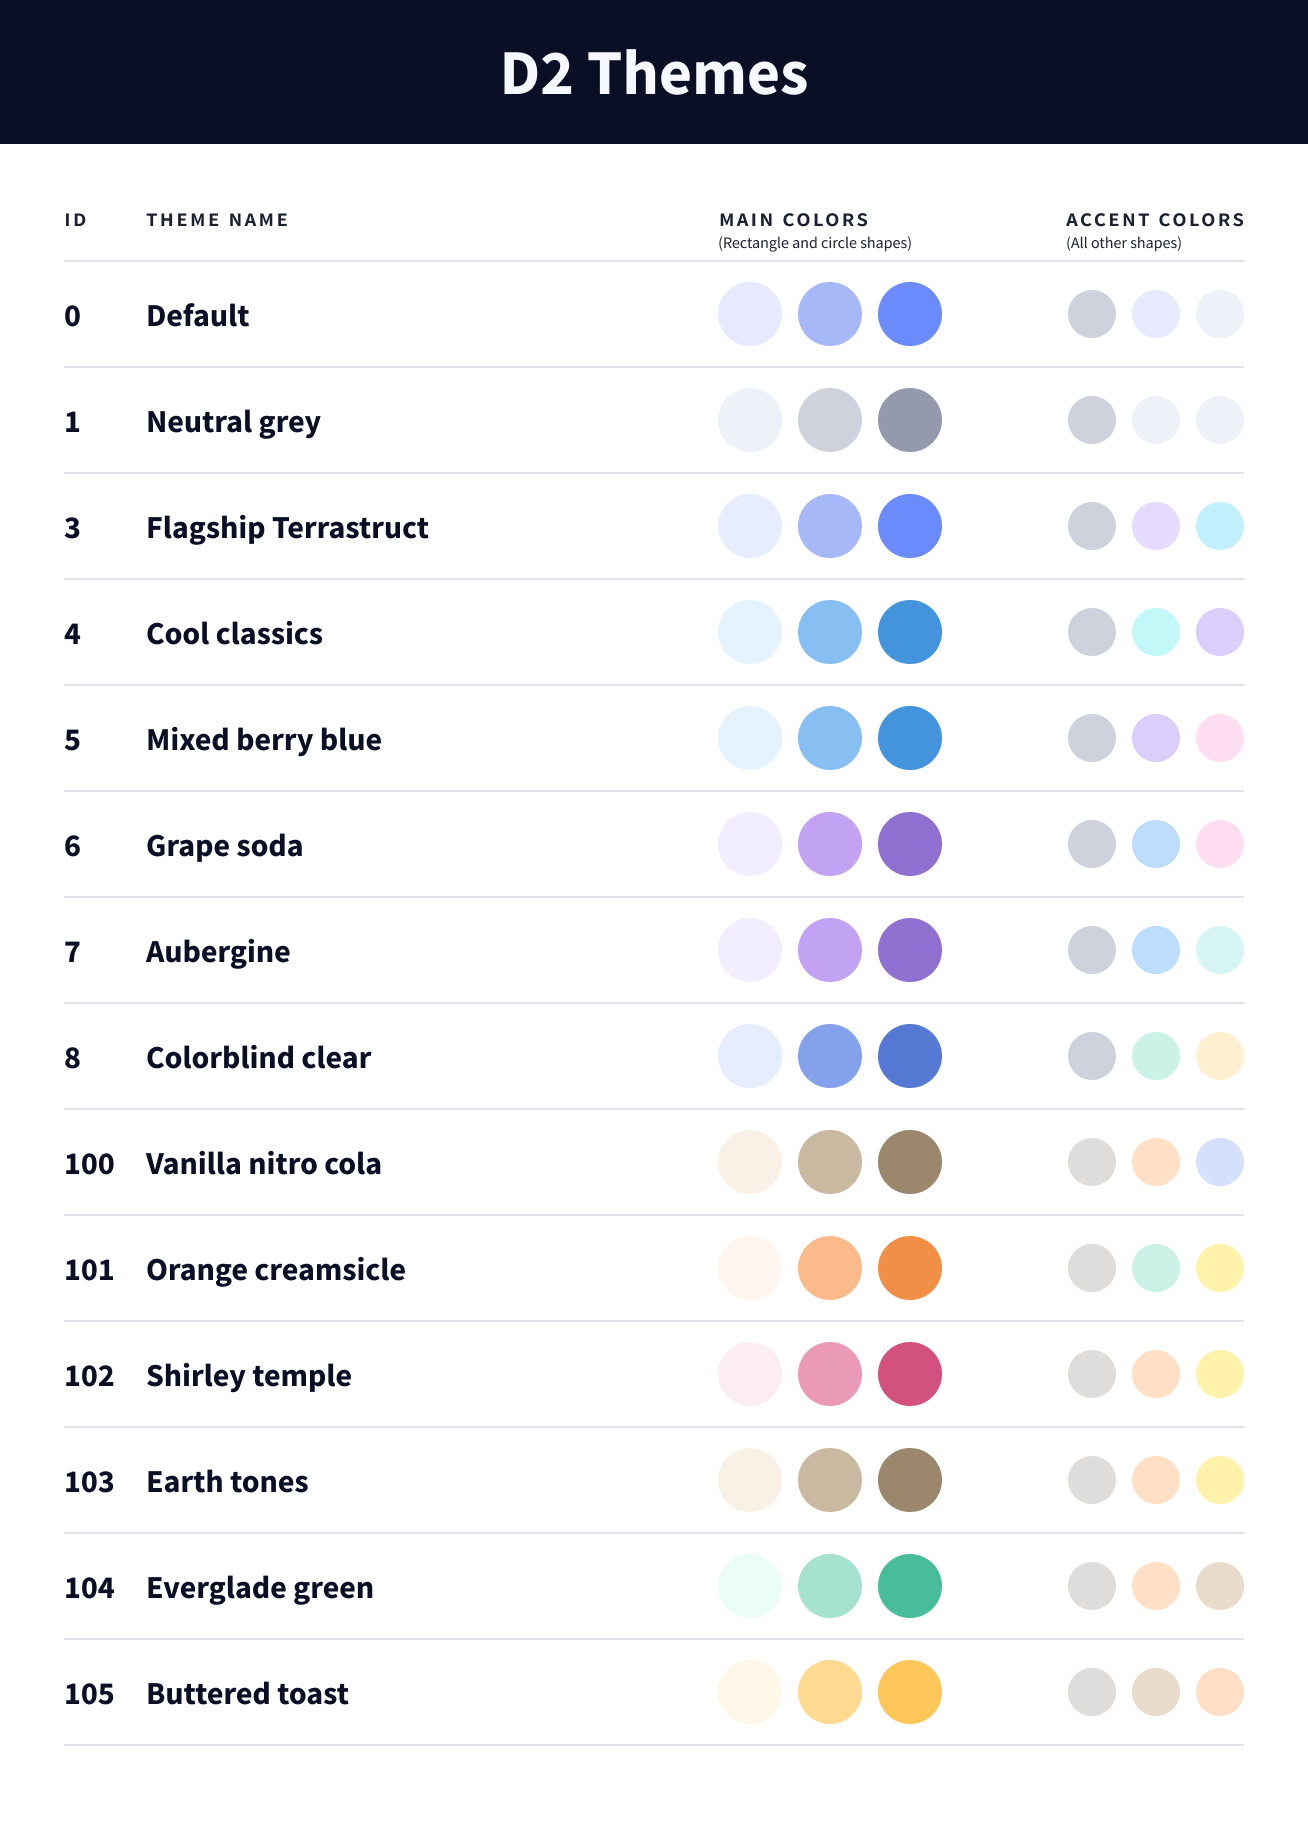 D2 Themes
ID THEME NAME MAIN COLORS ACCENT COLORS
(Rectangle and circle shapes) (All other shapes)
0 Default
1 Neutral grey
3 Flagship Terrastruct
4 Cool classics
5 Mixed berry blue
6 Grape soda
7 Aubergine
8 Colorblind clear
100 Vanilla nitro cola
101 Orange creamsicle
102 Shirley temple
103 Earth tones
104 Everglade green
105 Buttered toast